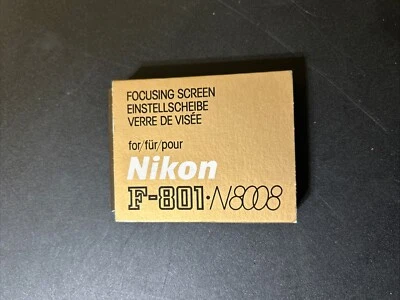 FOCUSING SCREEN
EINSTELLSCHEIBE
VERRE DE VISÉE
for/für/pour
Nikon
F-801·N8008